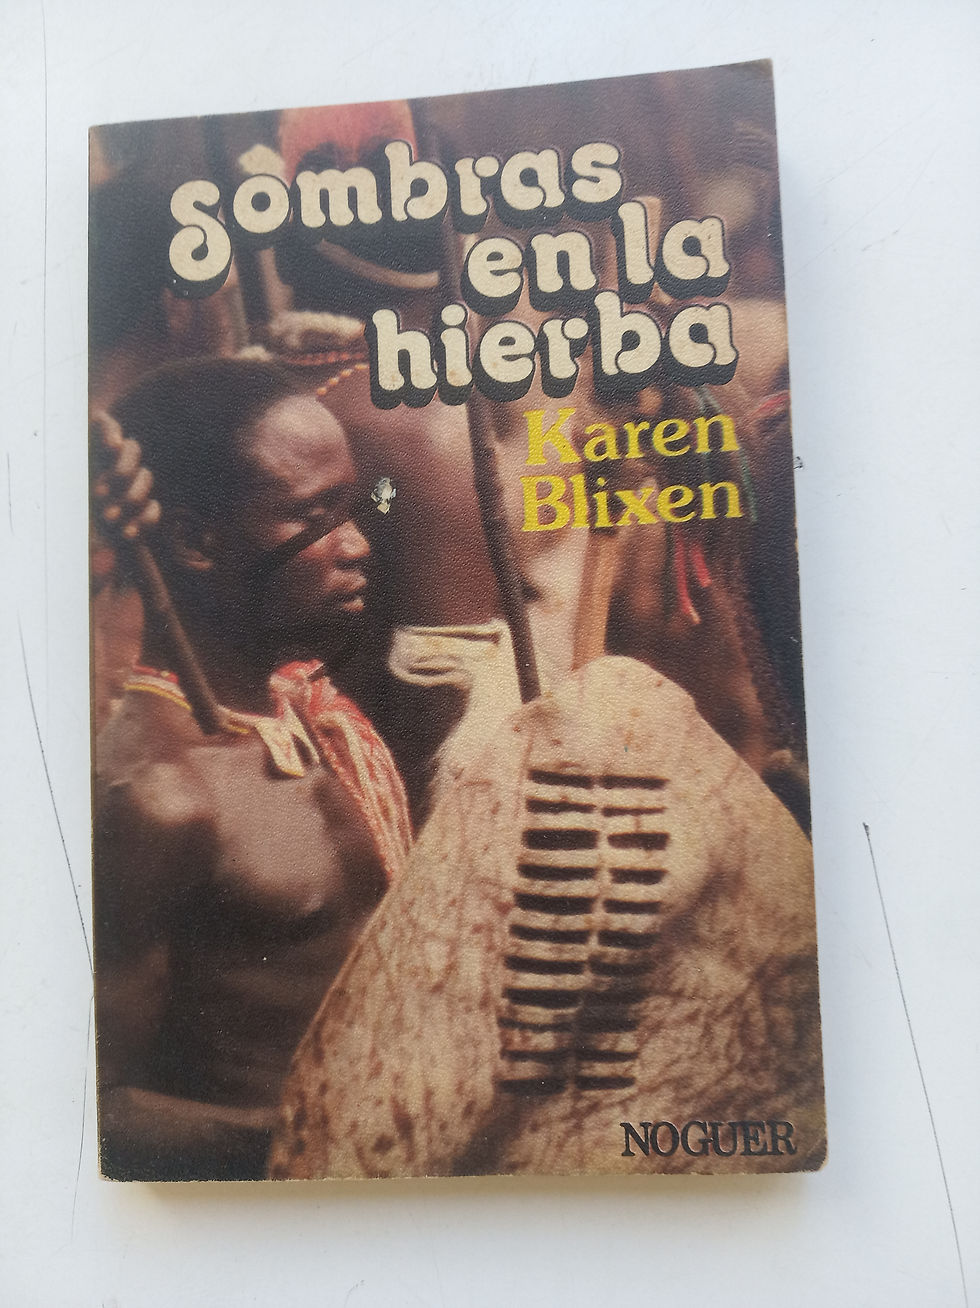 Sombras
en la
hierba
Karen
Blixen
NOGUER